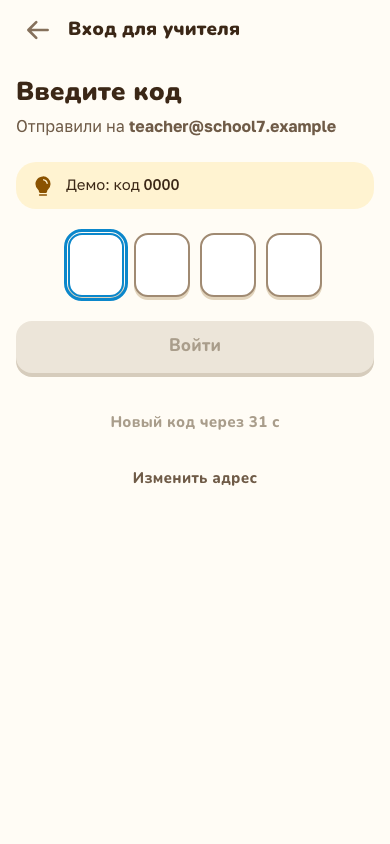 Вход для учителя
Введите код
Отправили на teacher@school7.example
Демо: код 0000
Войти
Новый код через 31 с
Изменить адрес